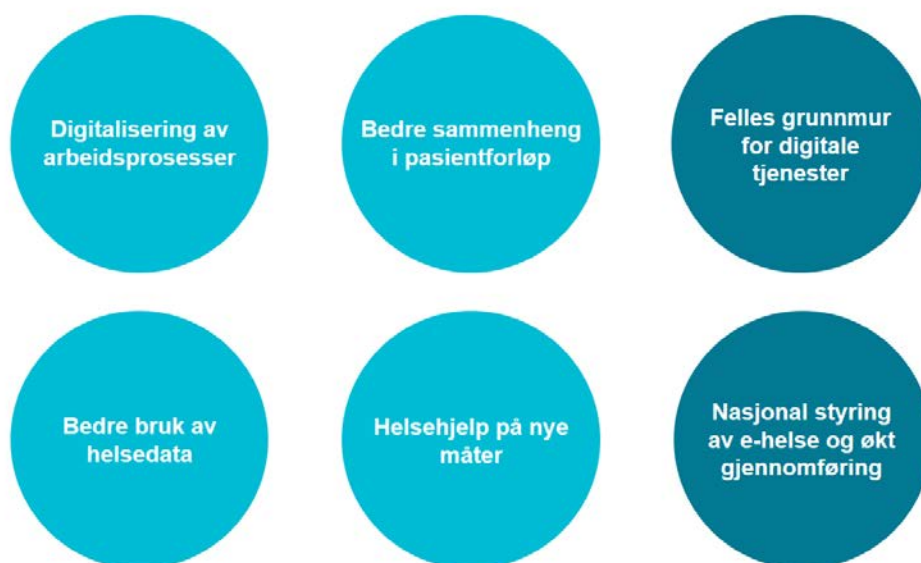 Digitalisering av
arbeidsprosesser
Bedre sammenheng
i pasientforløp
Felles grunnmur
for digitale
tjenester
Bedre bruk av
helsedata
Helsehjelp på nye
måter
Nasjonal styring
av e-helse og økt
gjennomføring